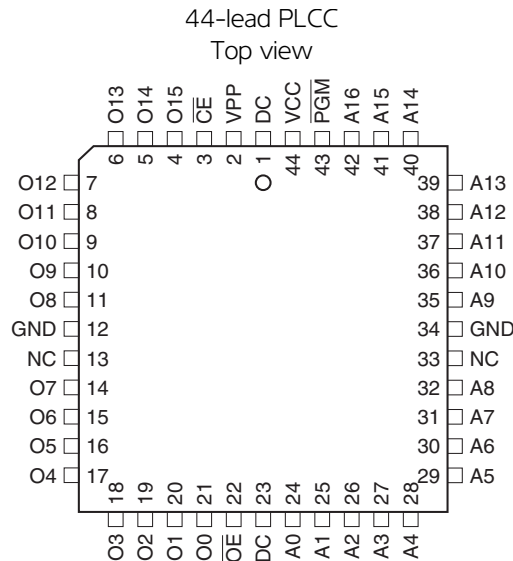 44-lead PLCC
Top view
O13 O14 O15 C̅E̅ VPP DC VCC P̅G̅M̅ A16 A15 A14
6 5 4 3 2 1 44 43 42 41 40
O12 7 39 A13
O11 8 38 A12
O10 9 37 A11
O9 10 36 A10
O8 11 35 A9
GND 12 34 GND
NC 13 33 NC
O7 14 32 A8
O6 15 31 A7
O5 16 30 A6
O4 17 29 A5
18 19 20 21 22 23 24 25 26 27 28
O3 O2 O1 O0 O̅E̅ DC A0 A1 A2 A3 A4